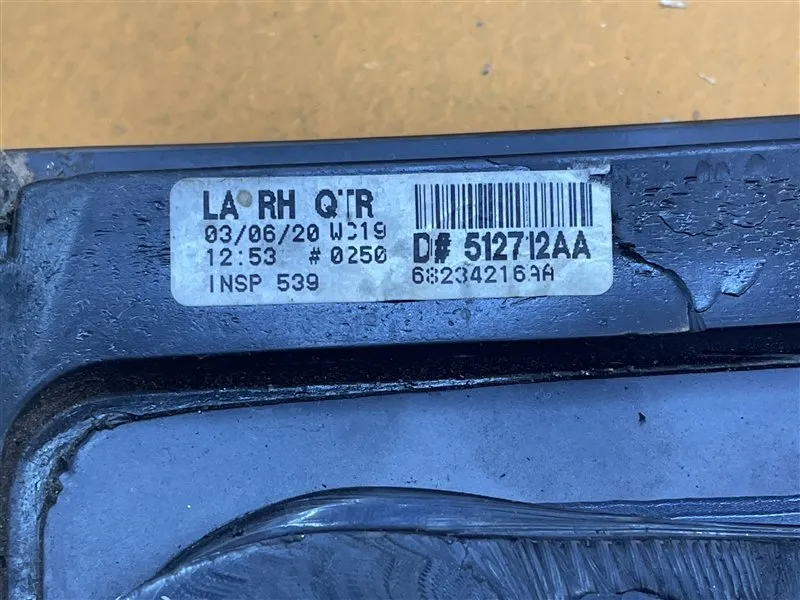 LA RH QTR
03/06/20 WC19
12:53 #0250
INSP 539
D# 512712AA
68234216AA